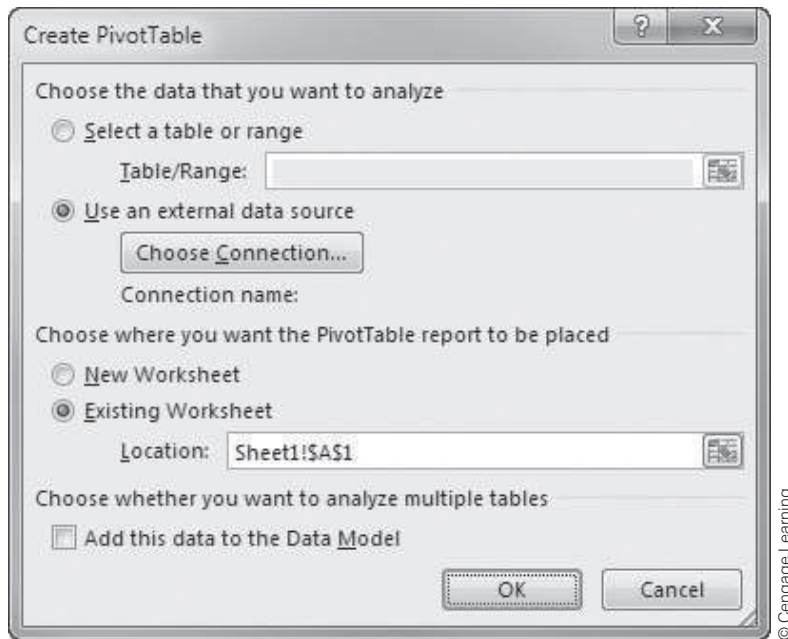 Create PivotTable
?
X
Choose the data that you want to analyze
Select a table or range
Table/Range:
Use an external data source
Choose Connection...
Connection name:
Choose where you want the PivotTable report to be placed
New Worksheet
Existing Worksheet
Location: Sheet1!$A$1
Choose whether you want to analyze multiple tables
Add this data to the Data Model
OK Cancel
© Cengage Learning